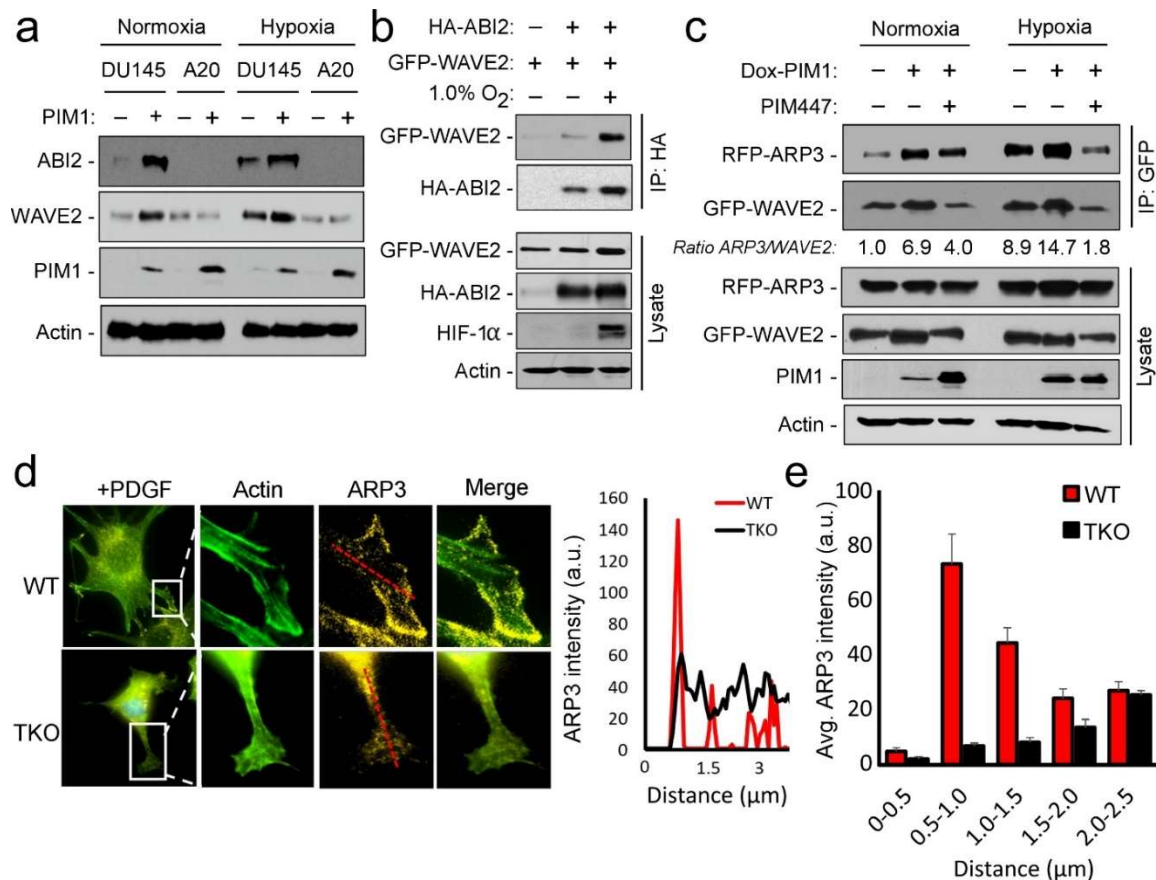 a
Normoxia Hypoxia
DU145 A20 DU145 A20
PIM1: – + – + – + – +
ABI2 -
WAVE2 -
PIM1 -
Actin -
b
HA-ABI2: – + +
GFP-WAVE2: + + +
1.0% O2: – – +
GFP-WAVE2 -
HA-ABI2 -
IP: HA
GFP-WAVE2 -
HA-ABI2 -
HIF-1α -
Actin -
Lysate
c
Normoxia Hypoxia
Dox-PIM1: – + + – + +
PIM447: – – + – – +
RFP-ARP3 -
GFP-WAVE2 -
IP: GFP
Ratio ARP3/WAVE2: 1.0 6.9 4.0 8.9 14.7 1.8
RFP-ARP3 -
GFP-WAVE2 -
PIM1 -
Actin -
Lysate
d
+PDGF Actin ARP3 Merge
WT
TKO
ARP3 intensity (a.u.)
160
140
120
100
80
60
40
20
0
WT
TKO
0 1.5 3
Distance (µm)
e
Avg. ARP3 intensity (a.u.)
100
80
60
40
20
0
WT
TKO
0-0.5 0.5-1.0 1.0-1.5 1.5-2.0 2.0-2.5
Distance (µm)